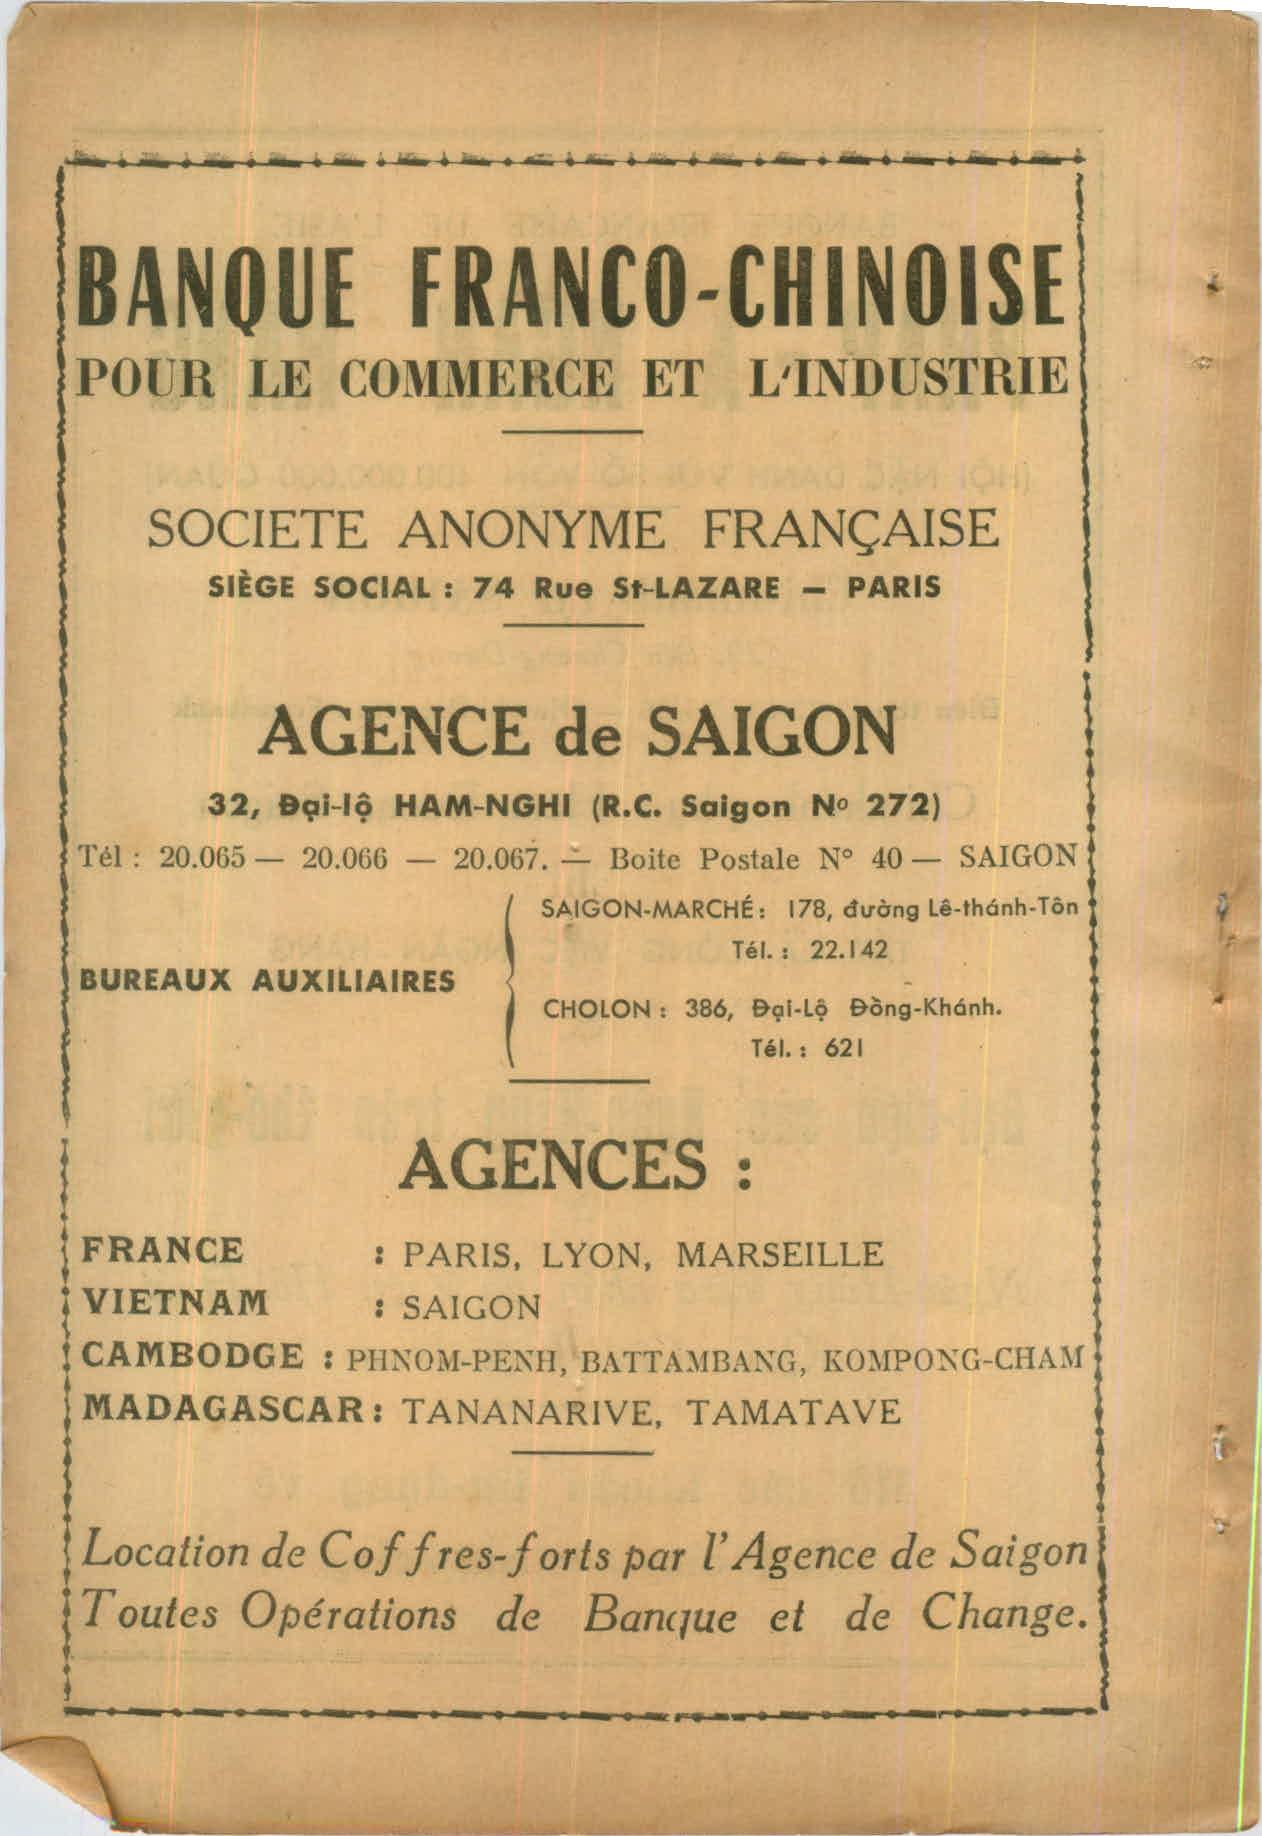 BANQUE FRANCO-CHINOISE
POUR LE COMMERCE ET L'INDUSTRIE
SOCIETE ANONYME FRANÇAISE
SIÈGE SOCIAL : 74 Rue St-LAZARE — PARIS
AGENCE de SAIGON
32, Đại-lộ HAM-NGHI (R.C. Saigon Nº 272)
Tél : 20.065 — 20.066 — 20.067. — Boite Postale N° 40 — SAIGON
SAIGON-MARCHÉ : 178, đường Lê-thánh-Tôn
Tél. : 22.142
BUREAUX AUXILIAIRES
CHOLON : 386, Đại-Lộ Đồng-Khánh.
Tél. : 621
AGENCES :
FRANCE : PARIS, LYON, MARSEILLE
VIETNAM : SAIGON
CAMBODGE : PHNOM-PENH, BATTAMBANG, KOMPONG-CHAM
MADAGASCAR : TANANARIVE, TAMATAVE
Location de Coffres-forts par l'Agence de Saigon
Toutes Opérations de Banque et de Change.